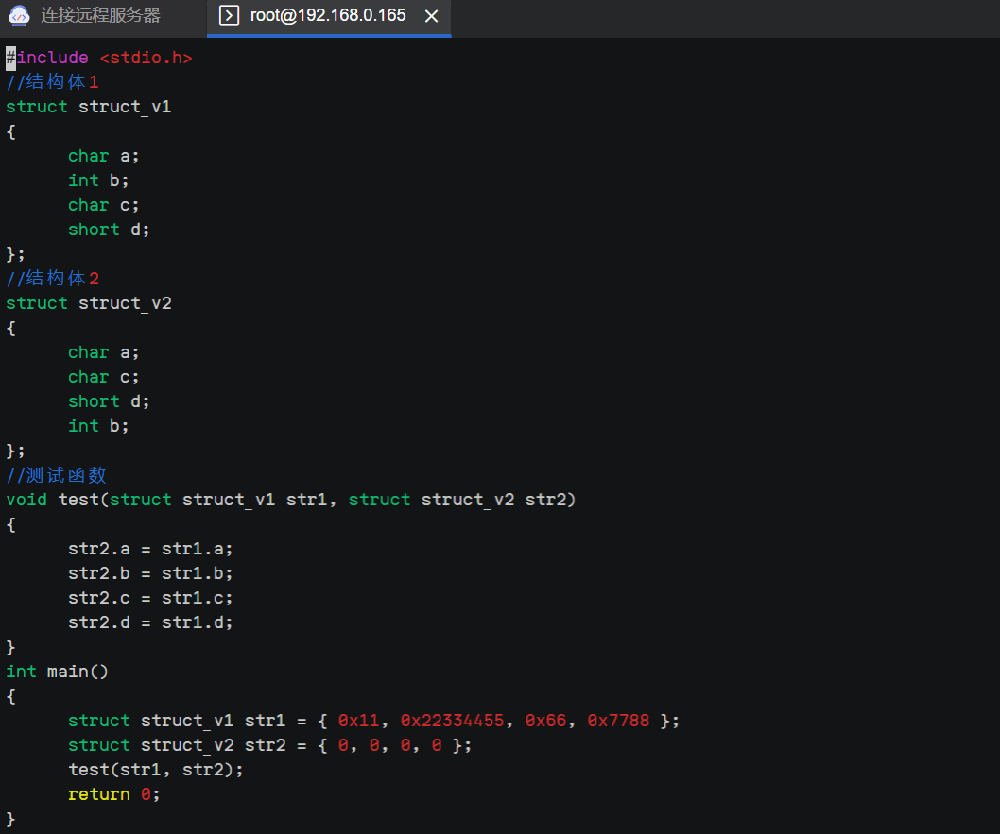 连接远程服务器
root@192.168.0.165
#include <stdio.h>
//结构体1
struct struct_v1
{
char a;
int b;
char c;
short d;
};
//结构体2
struct struct_v2
{
char a;
char c;
short d;
int b;
};
//测试函数
void test(struct struct_v1 str1, struct struct_v2 str2)
{
str2.a = str1.a;
str2.b = str1.b;
str2.c = str1.c;
str2.d = str1.d;
}
int main()
{
struct struct_v1 str1 = { 0x11, 0x22334455, 0x66, 0x7788 };
struct struct_v2 str2 = { 0, 0, 0, 0 };
test(str1, str2);
return 0;
}